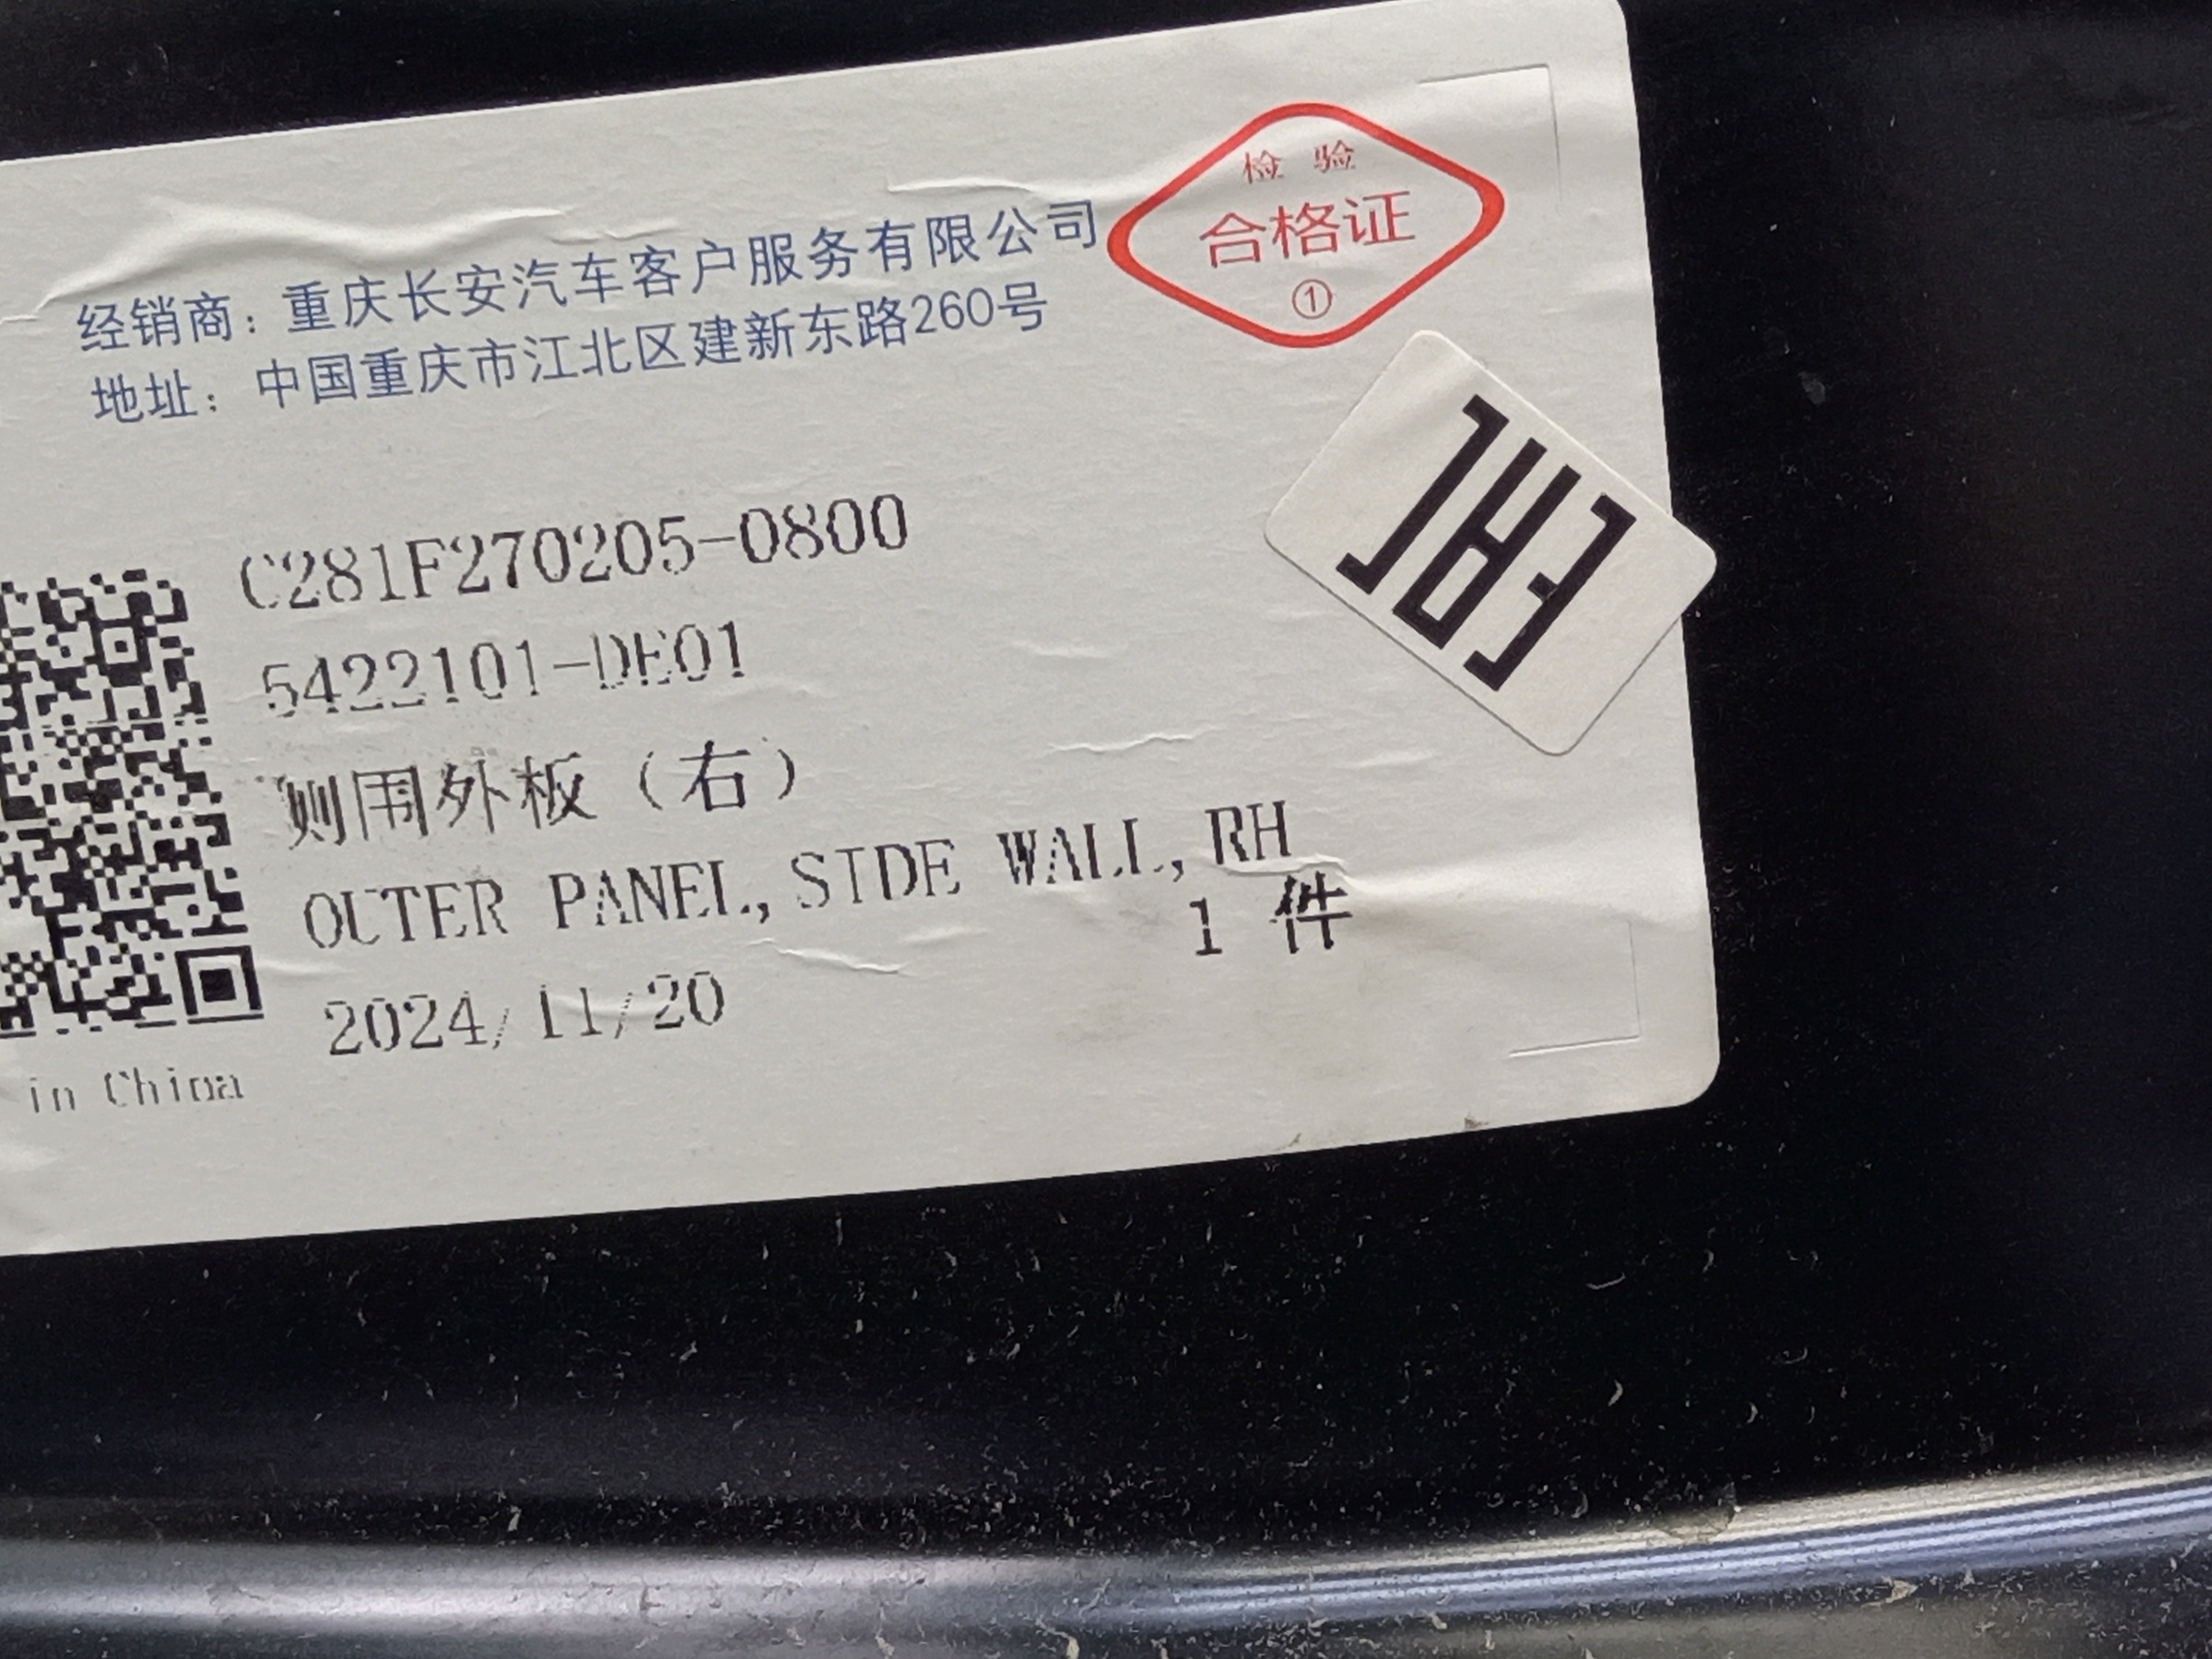 检 验
合格证
①
经销商：重庆长安汽车客户服务有限公司
地址：中国重庆市江北区建新东路260号
C281F270205-0800
5422101-DE01
侧围外板（右）
OUTER PANEL,SIDE WALL,RH
1 件
2024/11/20
in China